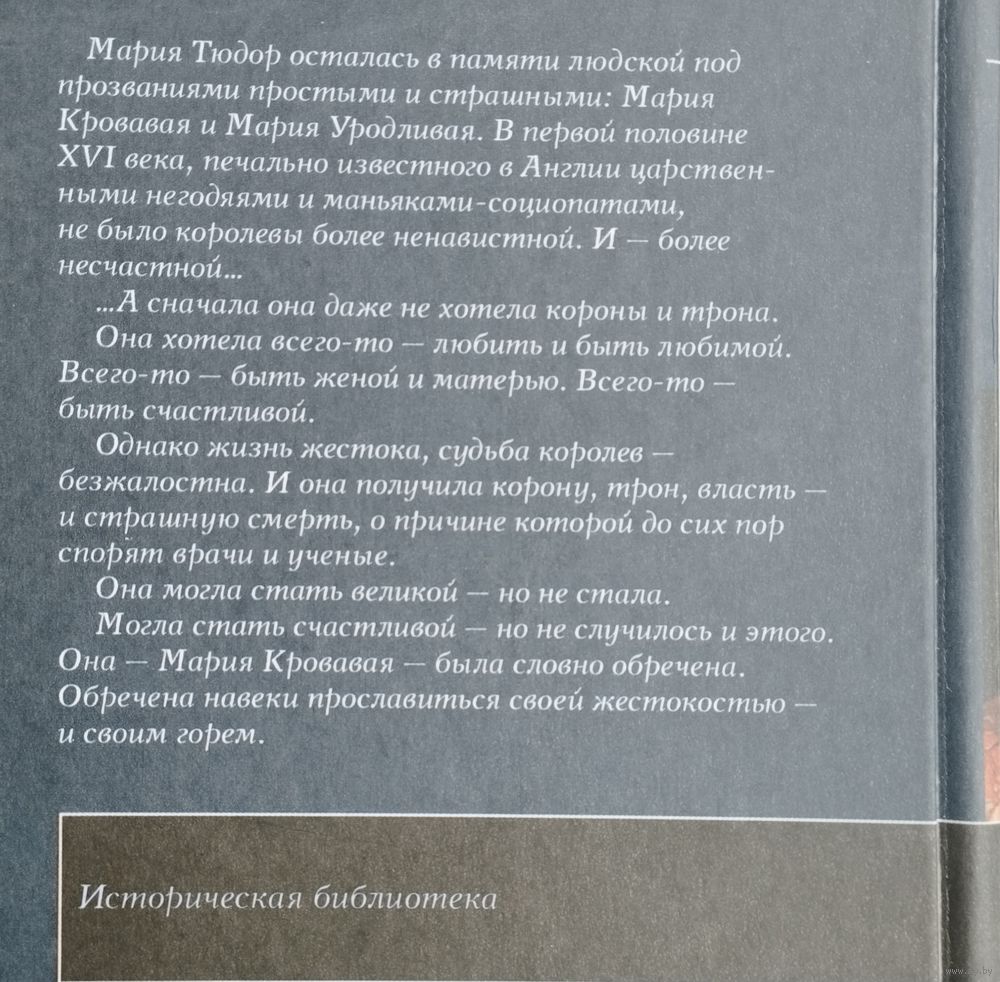 Мария Тюдор осталась в памяти людской под
прозваниями простыми и страшными: Мария
Кровавая и Мария Уродливая. В первой половине
XVI века, печально известного в Англии царствен-
ными негодяями и маньяками-социопатами,
не было королевы более ненавистной. И — более
несчастной...
...А сначала она даже не хотела короны и трона.
Она хотела всего-то — любить и быть любимой.
Всего-то — быть женой и матерью. Всего-то —
быть счастливой.
Однако жизнь жестока, судьба королев —
безжалостна. И она получила корону, трон, власть —
и страшную смерть, о причине которой до сих пор
спорят врачи и ученые.
Она могла стать великой — но не стала.
Могла стать счастливой — но не случилось и этого.
Она — Мария Кровавая — была словно обречена.
Обречена навеки прославиться своей жестокостью —
и своим горем.
Историческая библиотека